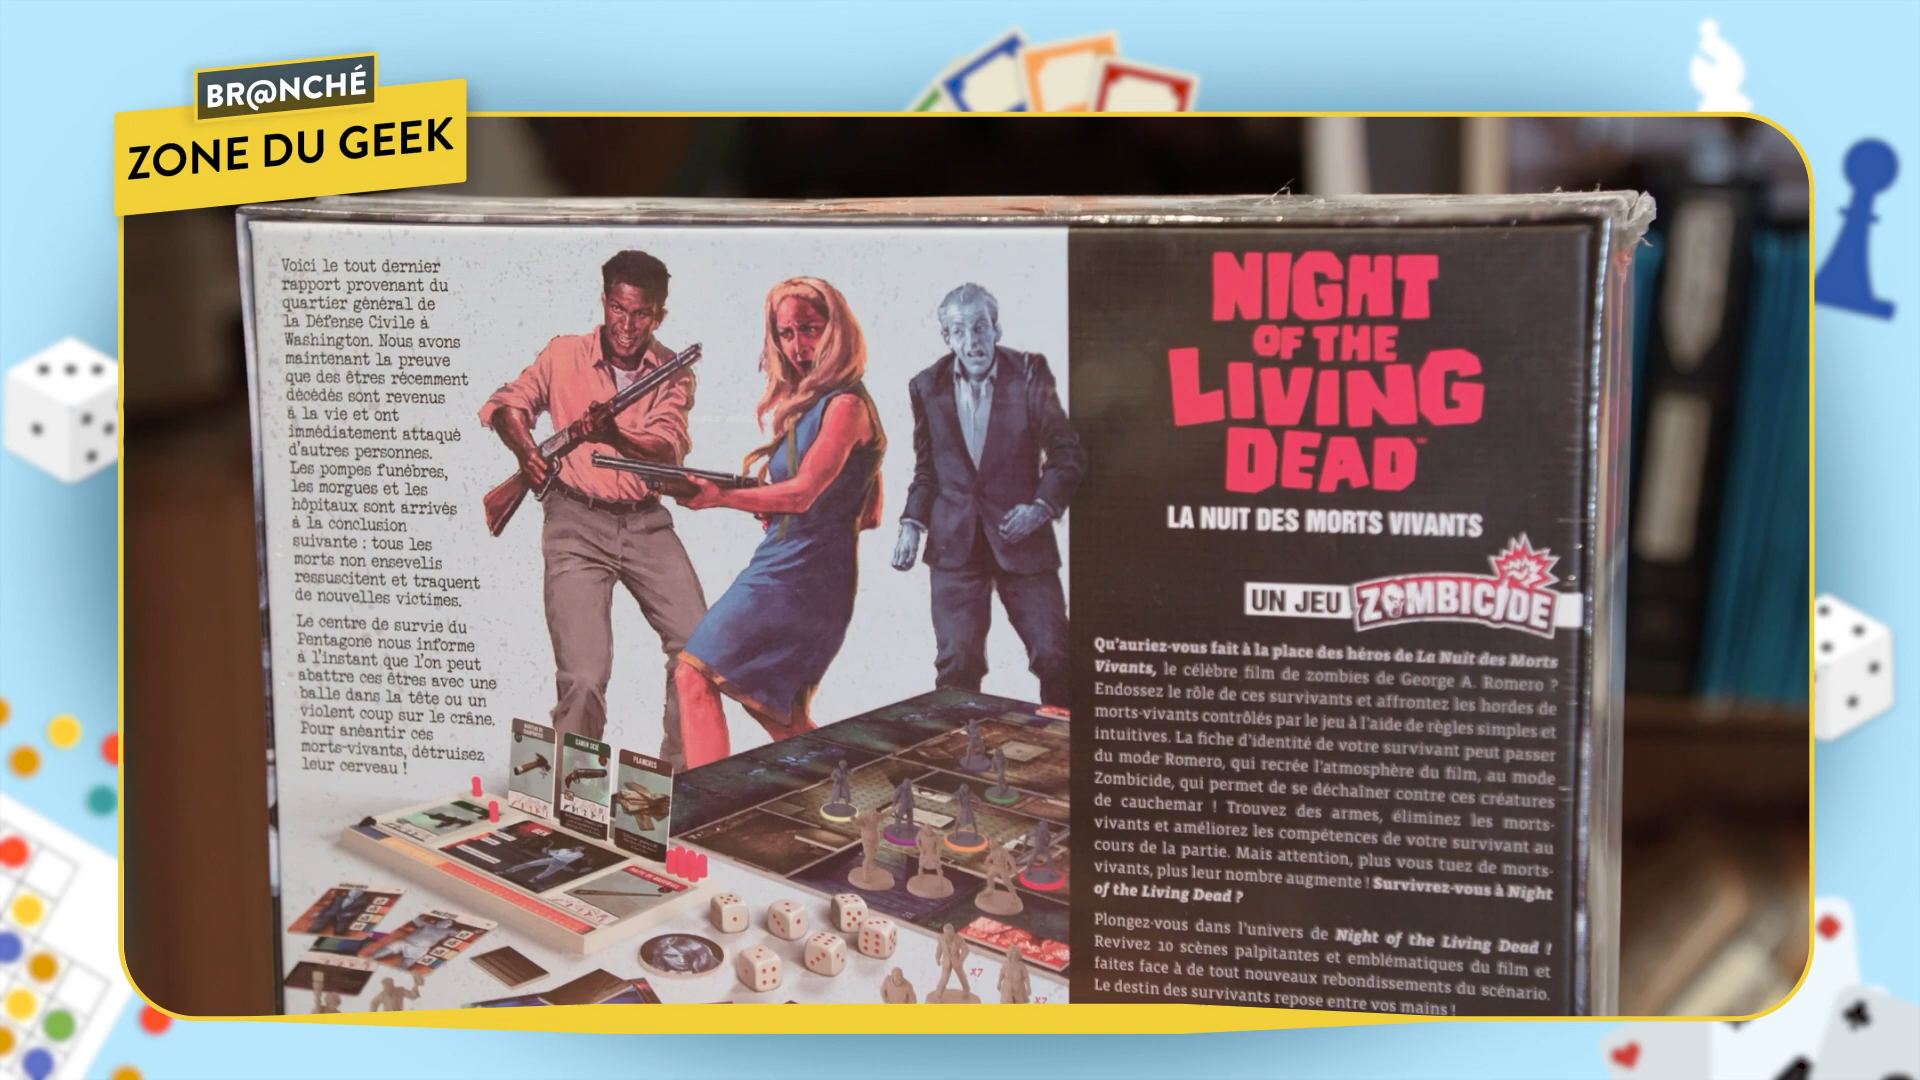 BR@NCHÉ
ZONE DU GEEK
Voici le tout dernier
rapport provenant du
quartier général de
la Défense Civile à
Washington. Nous avons
maintenant la preuve
que des êtres récemment
décédés sont revenus
à la vie et ont
immédiatement attaqué
d'autres personnes.
Les pompes funèbres,
les morgues et les
hôpitaux sont arrivés
à la conclusion
suivante : tous les
morts non ensevelis
ressuscitent et traquent
de nouvelles victimes.
Le centre de survie du
Pentagone nous informe
à l'instant que l'on peut
abattre ces êtres avec une
balle dans la tête ou un
violent coup sur le crâne.
Pour anéantir ces
morts-vivants, détruisez
leur cerveau !
CANON SCIÉ
PLANCHES
BEN
x7
x7
NIGHT
OF THE
LIVING
DEAD™
LA NUIT DES MORTS VIVANTS
UN JEU ZOMBICIDE
Qu'auriez-vous fait à la place des héros de La Nuit des Morts
Vivants, le célèbre film de zombies de George A. Romero ?
Endossez le rôle de ces survivants et affrontez les hordes de
morts-vivants contrôlés par le jeu à l'aide de règles simples et
intuitives. La fiche d'identité de votre survivant peut passer
du mode Romero, qui recrée l'atmosphère du film, au mode
Zombicide, qui permet de se déchaîner contre ces créatures
de cauchemar ! Trouvez des armes, éliminez les morts-
vivants et améliorez les compétences de votre survivant au
cours de la partie. Mais attention, plus vous tuez de morts-
vivants, plus leur nombre augmente ! Survivrez-vous à Night
of the Living Dead ?
Plongez-vous dans l'univers de Night of the Living Dead !
Revivez 10 scènes palpitantes et emblématiques du film et
faites face à de tout nouveaux rebondissements du scénario.
Le destin des survivants repose entre vos mains !